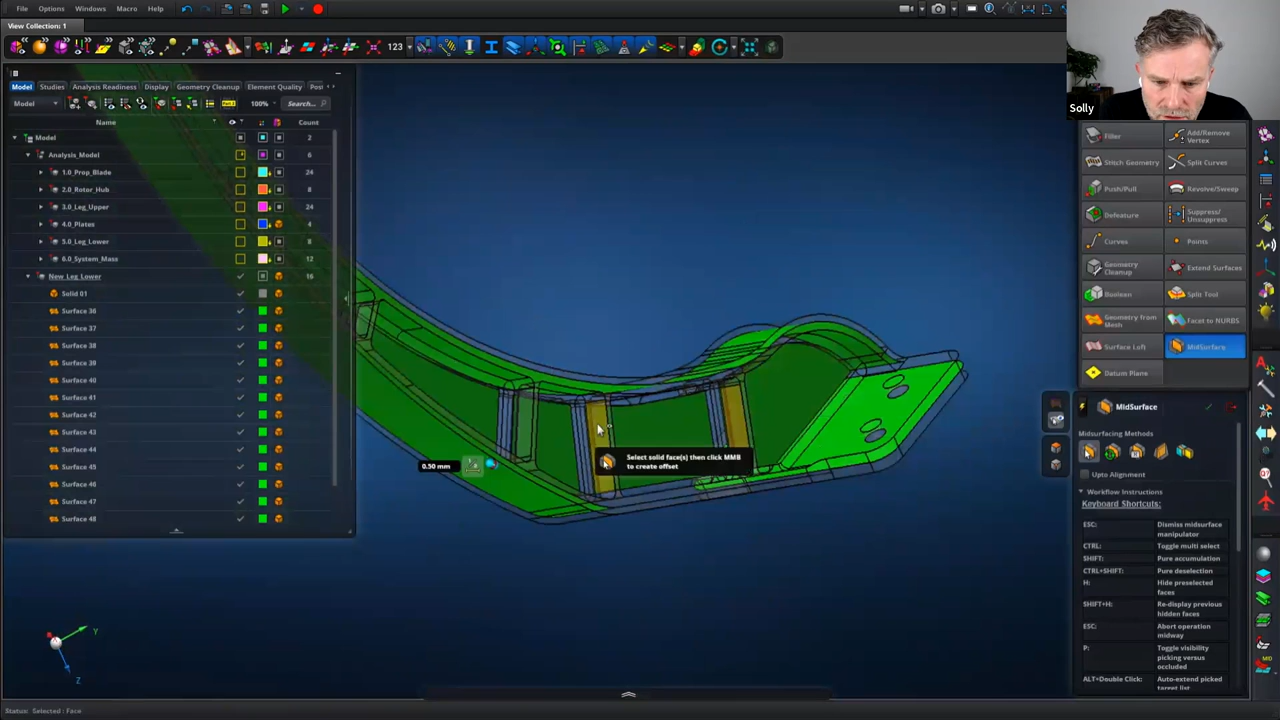 File Options Windows Macro Help
View Collection: 1
123
Solly
Model Studies Analysis Readiness Display Geometry Cleanup Element Quality Pos
Model 100% Search...
Name Count
Model 2
Analysis_Model 6
1.0_Prop_Blade 24
2.0_Rotor_Hub 8
3.0_Leg_Upper 24
4.0_Plates 4
5.0_Leg_Lower 8
6.0_System_Mass 12
New_Leg_Lower 16
Solid 01
Surface 36
Surface 37
Surface 38
Surface 39
Surface 40
Surface 41
Surface 42
Surface 43
Surface 44
Surface 45
Surface 46
Surface 47
Surface 48
0.50 mm
Select solid face(s) then click MMB
to create offset
Y
Z
Filler
Add/Remove
Vertex
Stitch Geometry
Split Curves
Push/Pull
Revolve/Sweep
Defeature
Suppress/
Unsuppress
Curves
Points
Geometry
Cleanup
Extend Surfaces
Boolean
Split Tool
Geometry from
Mesh
Facet to NURBS
Surface Loft
MidSurface
Datum Plane
MidSurface
Midsurfacing Methods
Upto Alignment
Workflow Instructions
Keyboard Shortcuts:
ESC: Dismiss midsurface
manipulator
CTRL: Toggle multi select
SHIFT: Pure accumulation
CTRL+SHIFT: Pure deselection
H: Hide preselected
faces
SHIFT+H: Re-display previous
hidden faces
ESC: Abort operation
midway
P: Toggle visibility
picking versus
occluded
ALT+Double Click: Auto-extend picked
target list
MID
Status: Selected : Face